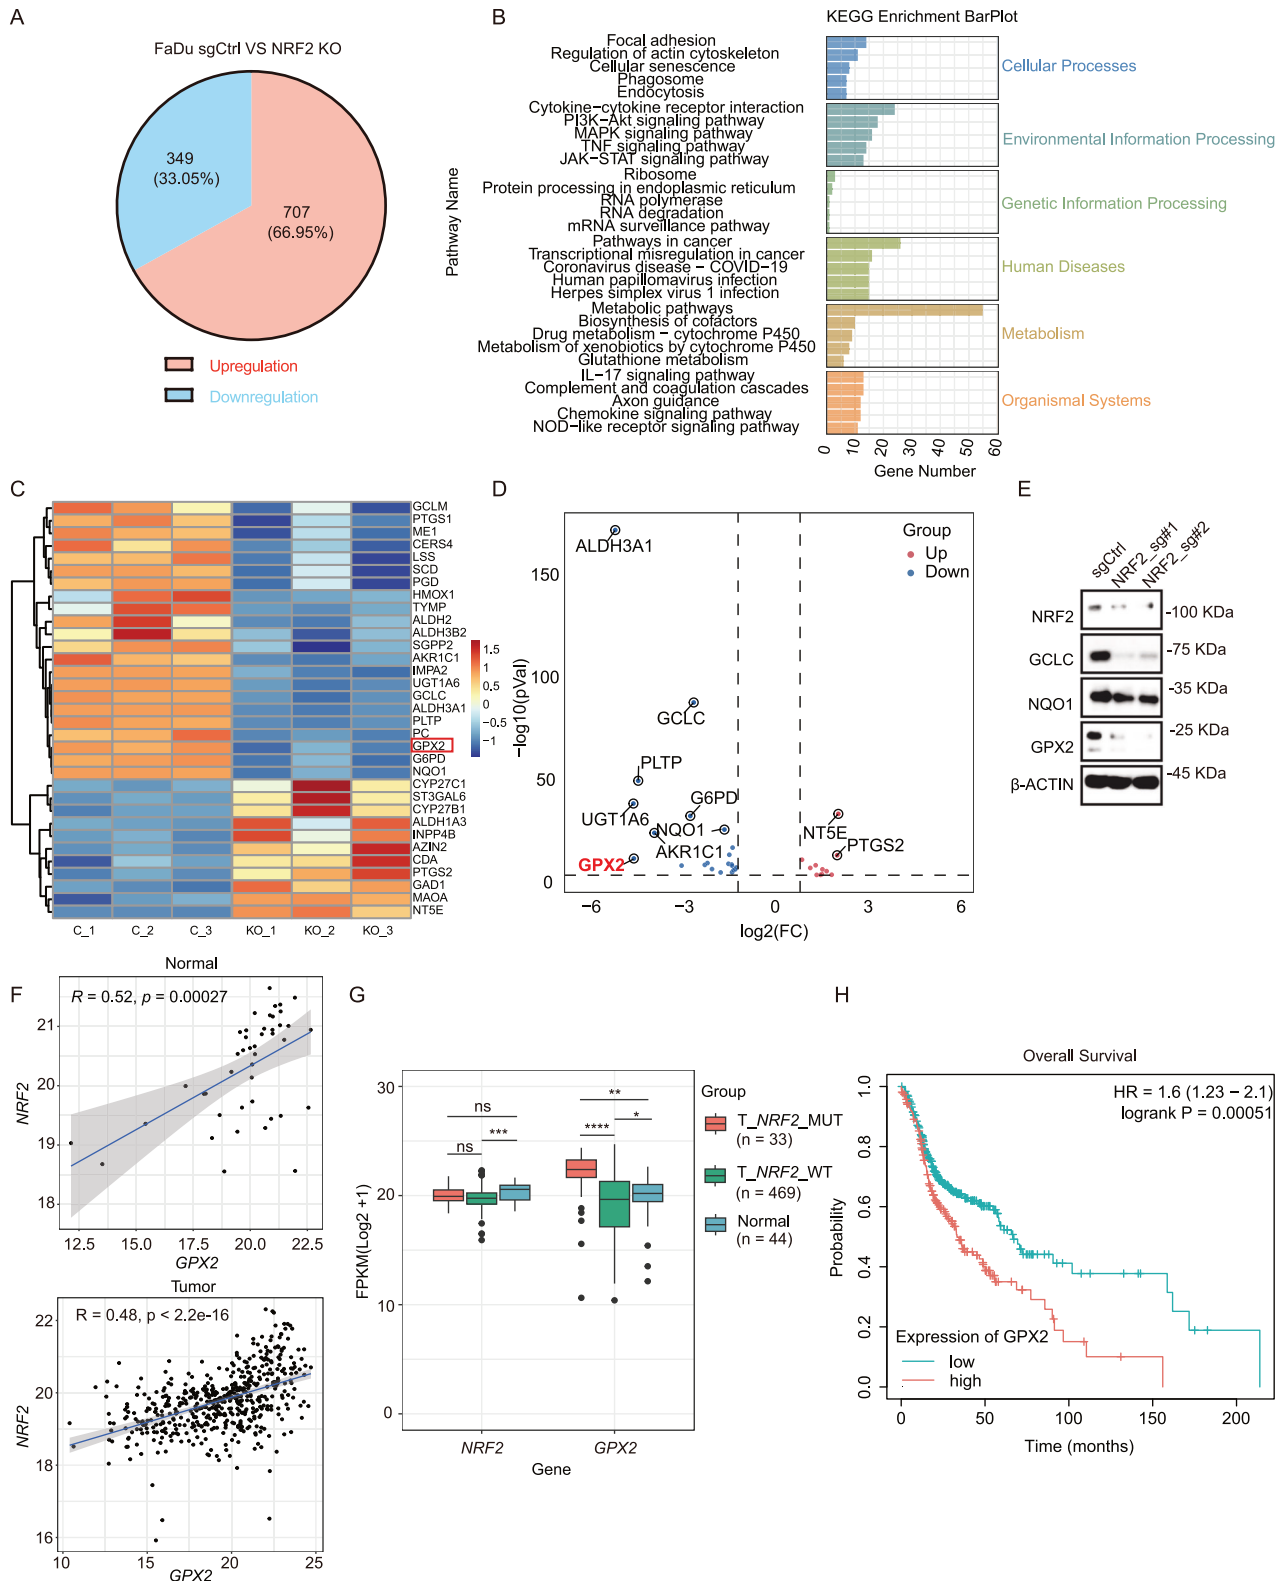 A
FaDu sgCtrl VS NRF2 KO
349
(33.05%)
707
(66.95%)
Upregulation
Downregulation
B
KEGG Enrichment BarPlot
Pathway Name
Focal adhesion
Regulation of actin cytoskeleton
Cellular senescence
Phagosome
Endocytosis
Cellular Processes
Cytokine−cytokine receptor interaction
PI3K−Akt signaling pathway
MAPK signaling pathway
TNF signaling pathway
JAK−STAT signaling pathway
Environmental Information Processing
Ribosome
Protein processing in endoplasmic reticulum
RNA polymerase
RNA degradation
mRNA surveillance pathway
Genetic Information Processing
Pathways in cancer
Transcriptional misregulation in cancer
Coronavirus disease − COVID−19
Human papillomavirus infection
Herpes simplex virus 1 infection
Human Diseases
Metabolic pathways
Biosynthesis of cofactors
Drug metabolism − cytochrome P450
Metabolism of xenobiotics by cytochrome P450
Glutathione metabolism
Metabolism
IL−17 signaling pathway
Complement and coagulation cascades
Axon guidance
Chemokine signaling pathway
NOD−like receptor signaling pathway
Organismal Systems
0 10 20 30 40 50 60
Gene Number
C
GCLM
PTGS1
ME1
CERS4
LSS
SCD
PGD
HMOX1
TYMP
ALDH2
ALDH3B2
SGPP2
AKR1C1
IMPA2
UGT1A6
GCLC
ALDH3A1
PLTP
PC
GPX2
G6PD
NQO1
CYP27C1
ST3GAL6
CYP27B1
ALDH1A3
INPP4B
AZIN2
CDA
PTGS2
GAD1
MAOA
NT5E
C_1 C_2 C_3 KO_1 KO_2 KO_3
1.5
1
0.5
0
−0.5
−1
D
−log10(pVal)
150
100
50
0
ALDH3A1
GCLC
PLTP
UGT1A6
G6PD
NQO1
AKR1C1
GPX2
NT5E
PTGS2
Group
Up
Down
−6 −3 0 3 6
log2(FC)
E
sgCtrl
NRF2_sg#1
NRF2_sg#2
NRF2 -100 KDa
GCLC -75 KDa
NQO1 -35 KDa
GPX2 -25 KDa
β-ACTIN -45 KDa
F
Normal
R = 0.52, p = 0.00027
NRF2
21
20
19
18
12.5 15.0 17.5 20.0 22.5
GPX2
Tumor
R = 0.48, p < 2.2e-16
NRF2
22
20
18
16
10 15 20 25
GPX2
G
FPKM(Log2 +1)
30
20
10
0
ns
ns
***
**
****
*
NRF2 GPX2
Gene
Group
T_NRF2_MUT
(n = 33)
T_NRF2_WT
(n = 469)
Normal
(n = 44)
H
Overall Survival
HR = 1.6 (1.23 − 2.1)
logrank P = 0.00051
Probability
1.0
0.8
0.6
0.4
0.2
0.0
Expression of GPX2
low
high
0 50 100 150 200
Time (months)